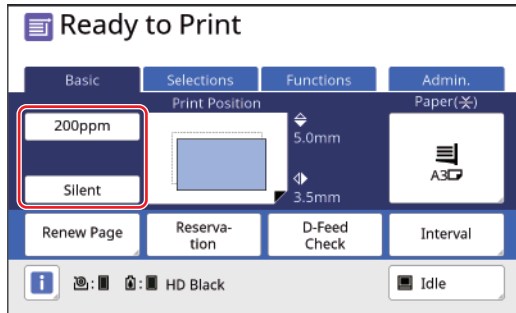 Ready to Print
Basic Selections Functions Admin.
Print Position Paper(✳)
200ppm
5.0mm
A3
Silent
3.5mm
Renew Page Reserva-
tion D-Feed
Check Interval
i : : HD Black Idle